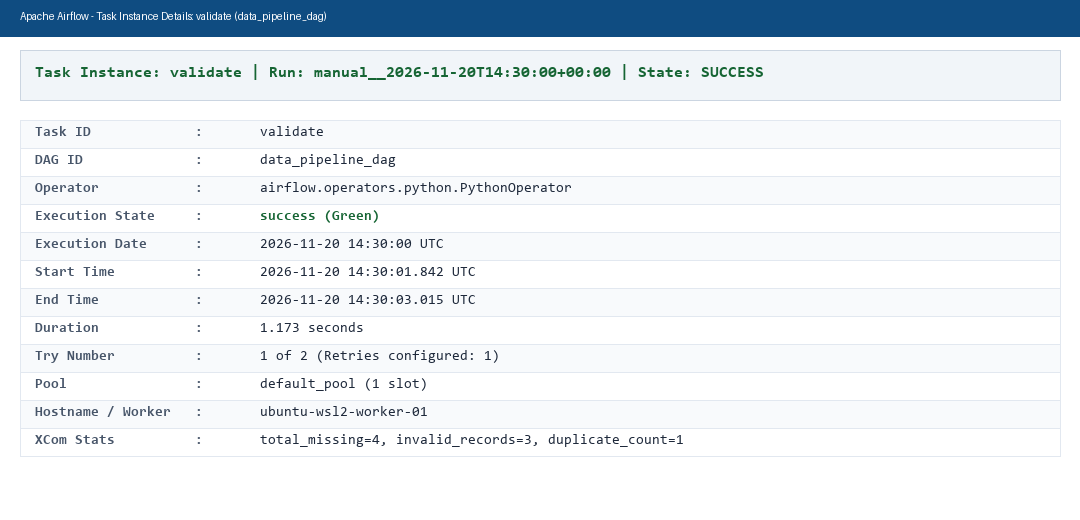 Apache Airflow - Task Instance Details: validate (data_pipeline_dag)
Task Instance: validate | Run: manual__2026-11-20T14:30:00+00:00 | State: SUCCESS
Task ID : validate
DAG ID : data_pipeline_dag
Operator : airflow.operators.python.PythonOperator
Execution State : success (Green)
Execution Date : 2026-11-20 14:30:00 UTC
Start Time : 2026-11-20 14:30:01.842 UTC
End Time : 2026-11-20 14:30:03.015 UTC
Duration : 1.173 seconds
Try Number : 1 of 2 (Retries configured: 1)
Pool : default_pool (1 slot)
Hostname / Worker : ubuntu-wsl2-worker-01
XCom Stats : total_missing=4, invalid_records=3, duplicate_count=1